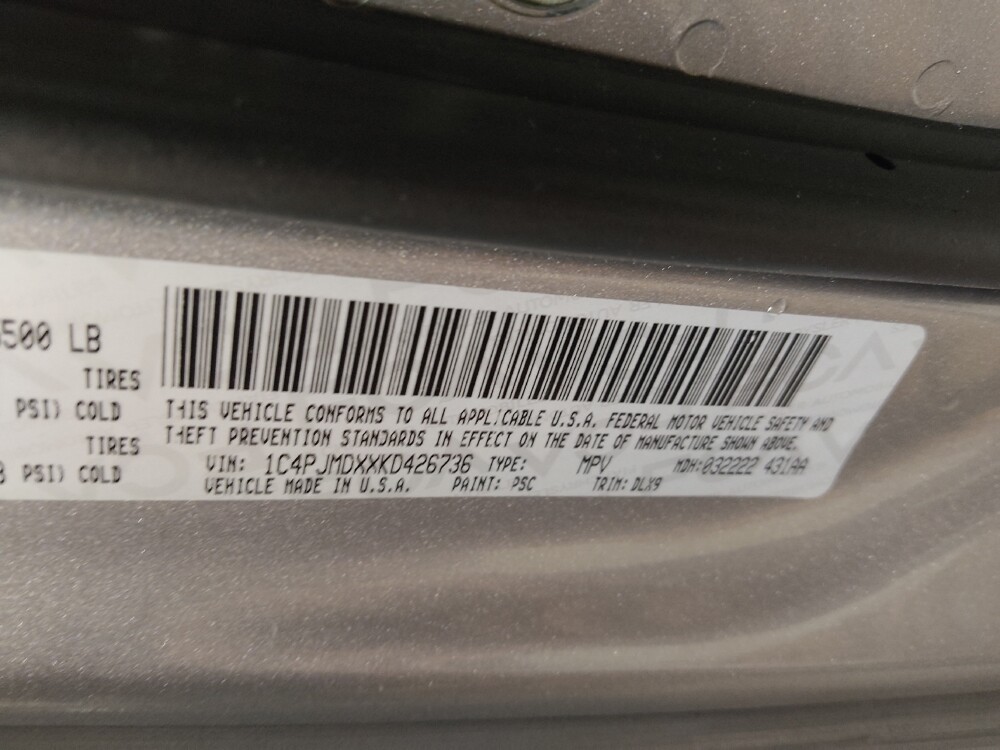 500 LB
TIRES
PSI) COLD
TIRES
PSI) COLD
THIS VEHICLE CONFORMS TO ALL APPLICABLE U.S.A. FEDERAL MOTOR VEHICLE SAFETY AND
THEFT PREVENTION STANDARDS IN EFFECT ON THE DATE OF MANUFACTURE SHOWN ABOVE.
VIN: 1C4PJMDXXKD426736 TYPE: MPV MDH:032222 431AA
VEHICLE MADE IN U.S.A. PAINT: PSC TRIM: DLX9